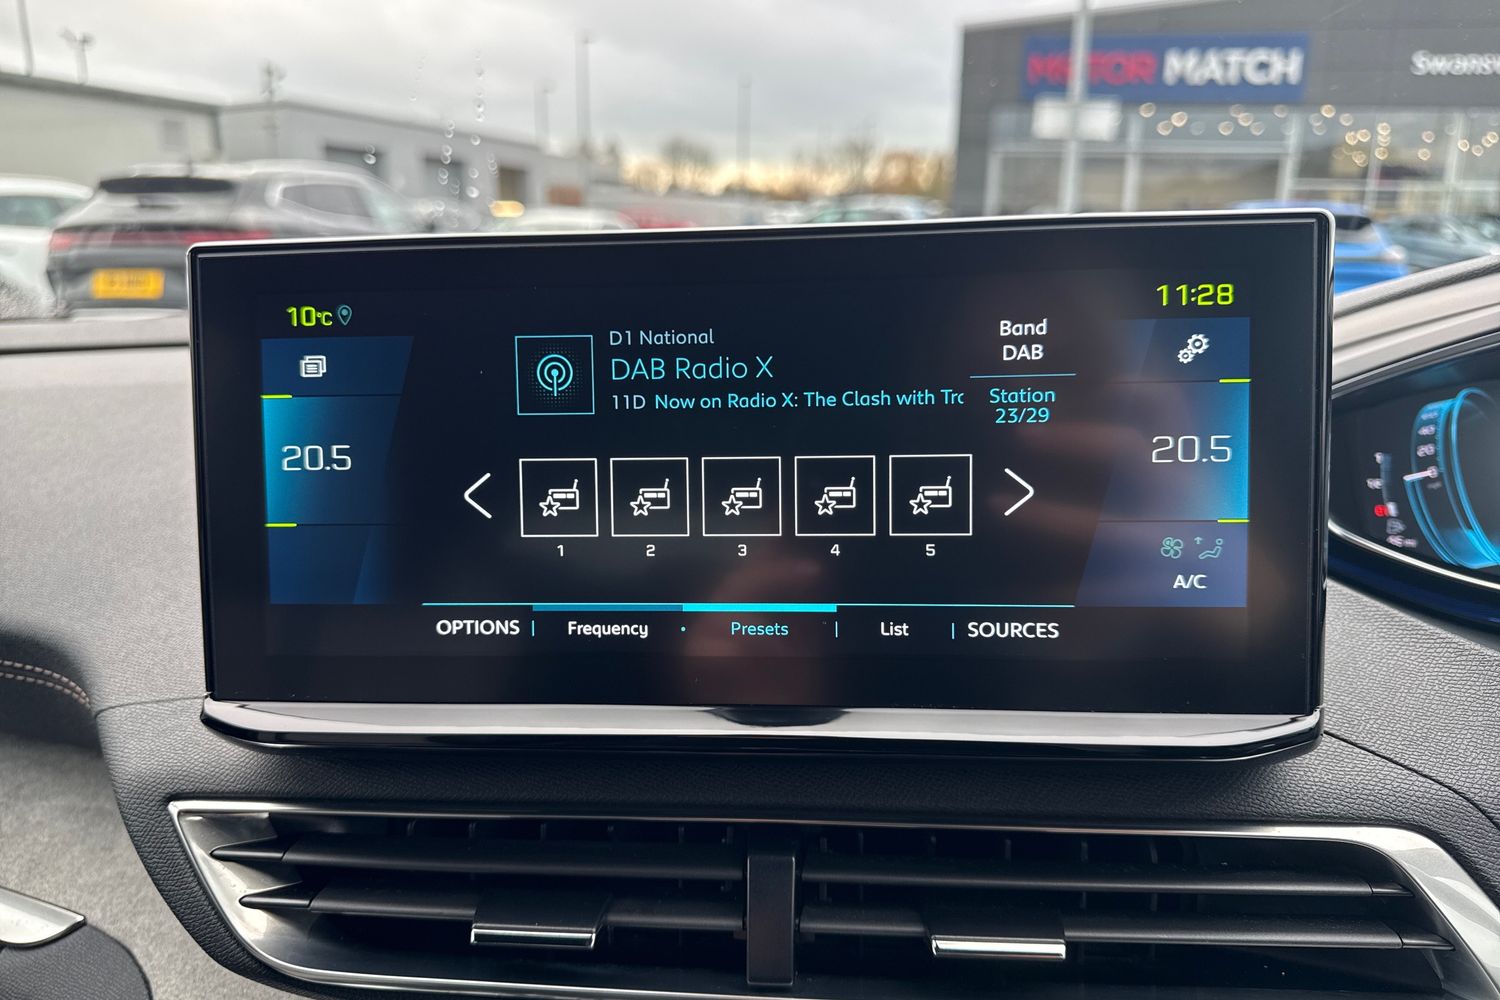 MOTOR MATCH
10°C
11:28
D1 National
DAB Radio X
11D Now on Radio X: The Clash with Trc
Band
DAB
Station
23/29
20.5
20.5
1 2 3 4 5
A/C
OPTIONS | Frequency • Presets | List | SOURCES